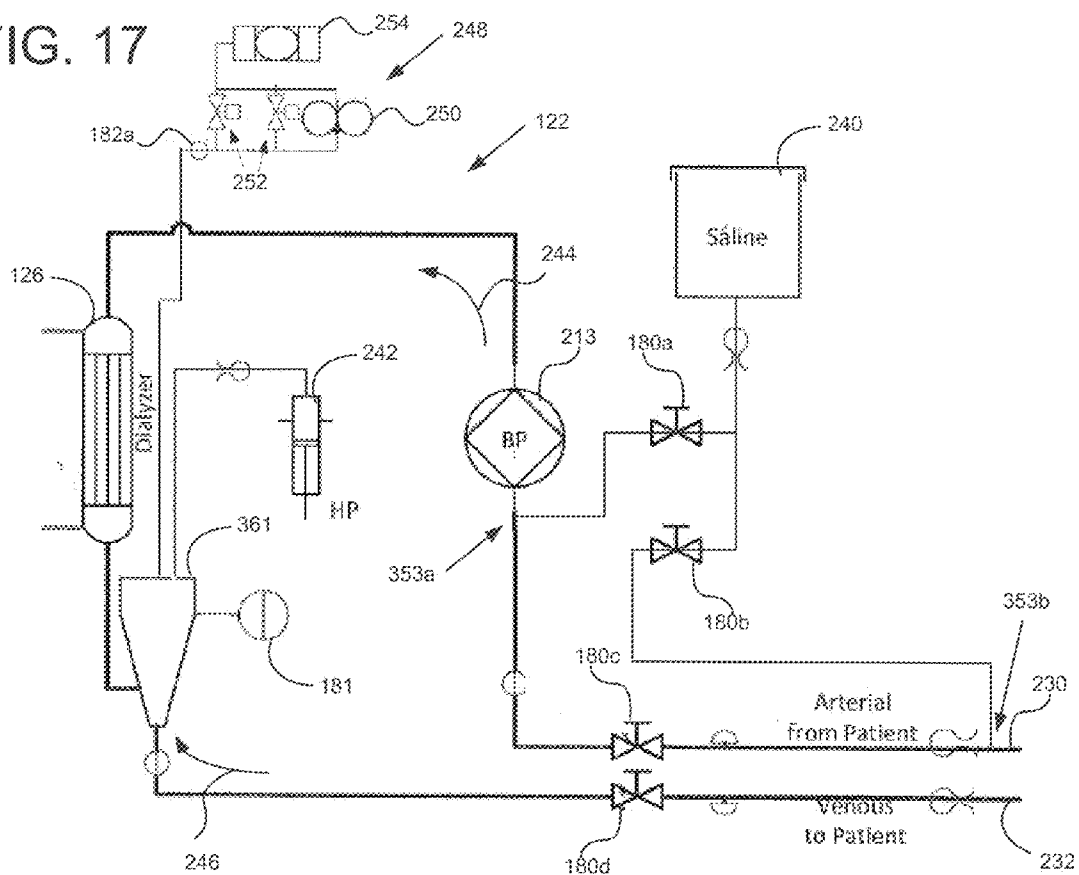 FIG. 17
254
248
250
182a
252
122
240
Sáline
244
126
242
213
180a
Dialyzer
BP
HP
361
353a
180b
353b
181
180c
230
Arterial
from Patient
Venous
to Patient
246
180d
232